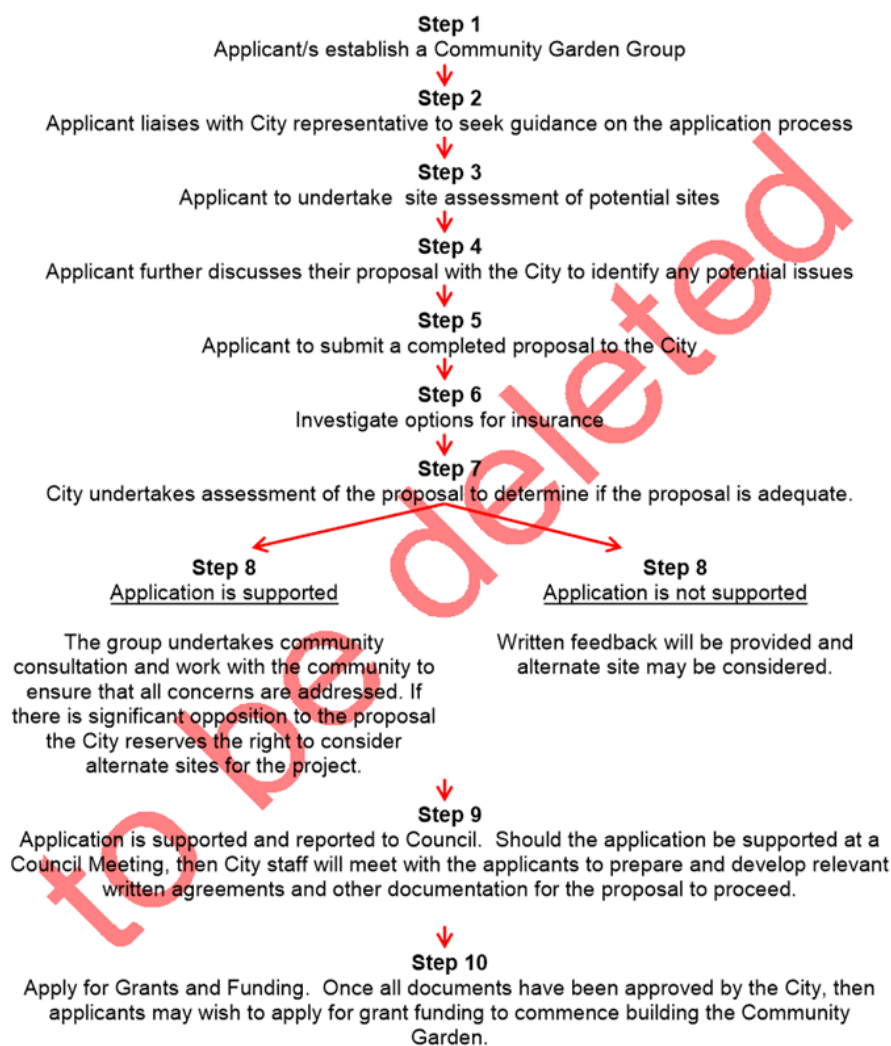 Step 1
Applicant/s establish a Community Garden Group
Step 2
Applicant liaises with City representative to seek guidance on the application process
Step 3
Applicant to undertake  site assessment of potential sites
Step 4
Applicant further discusses their proposal with the City to identify any potential issues
Step 5
Applicant to submit a completed proposal to the City
Step 6
Investigate options for insurance
Step 7
City undertakes assessment of the proposal to determine if the proposal is adequate.
Step 8
Application is supported
The group undertakes community
consultation and work with the community to
ensure that all concerns are addressed. If
there is significant opposition to the proposal
the City reserves the right to consider
alternate sites for the project.
Step 8
Application is not supported
Written feedback will be provided and
alternate site may be considered.
Step 9
Application is supported and reported to Council.  Should the application be supported at a
Council Meeting, then City staff will meet with the applicants to prepare and develop relevant
written agreements and other documentation for the proposal to proceed.
Step 10
Apply for Grants and Funding.  Once all documents have been approved by the City, then
applicants may wish to apply for grant funding to commence building the Community
Garden.
to be deleted